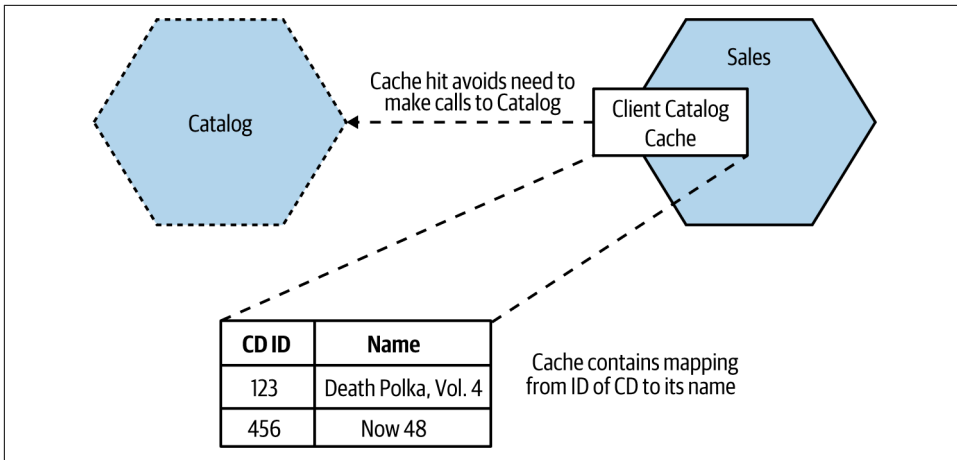 Sales
Cache hit avoids need to
make calls to Catalog
Client Catalog
Cache
Catalog
CD ID Name
123 Death Polka, Vol. 4
456 Now 48
Cache contains mapping
from ID of CD to its name